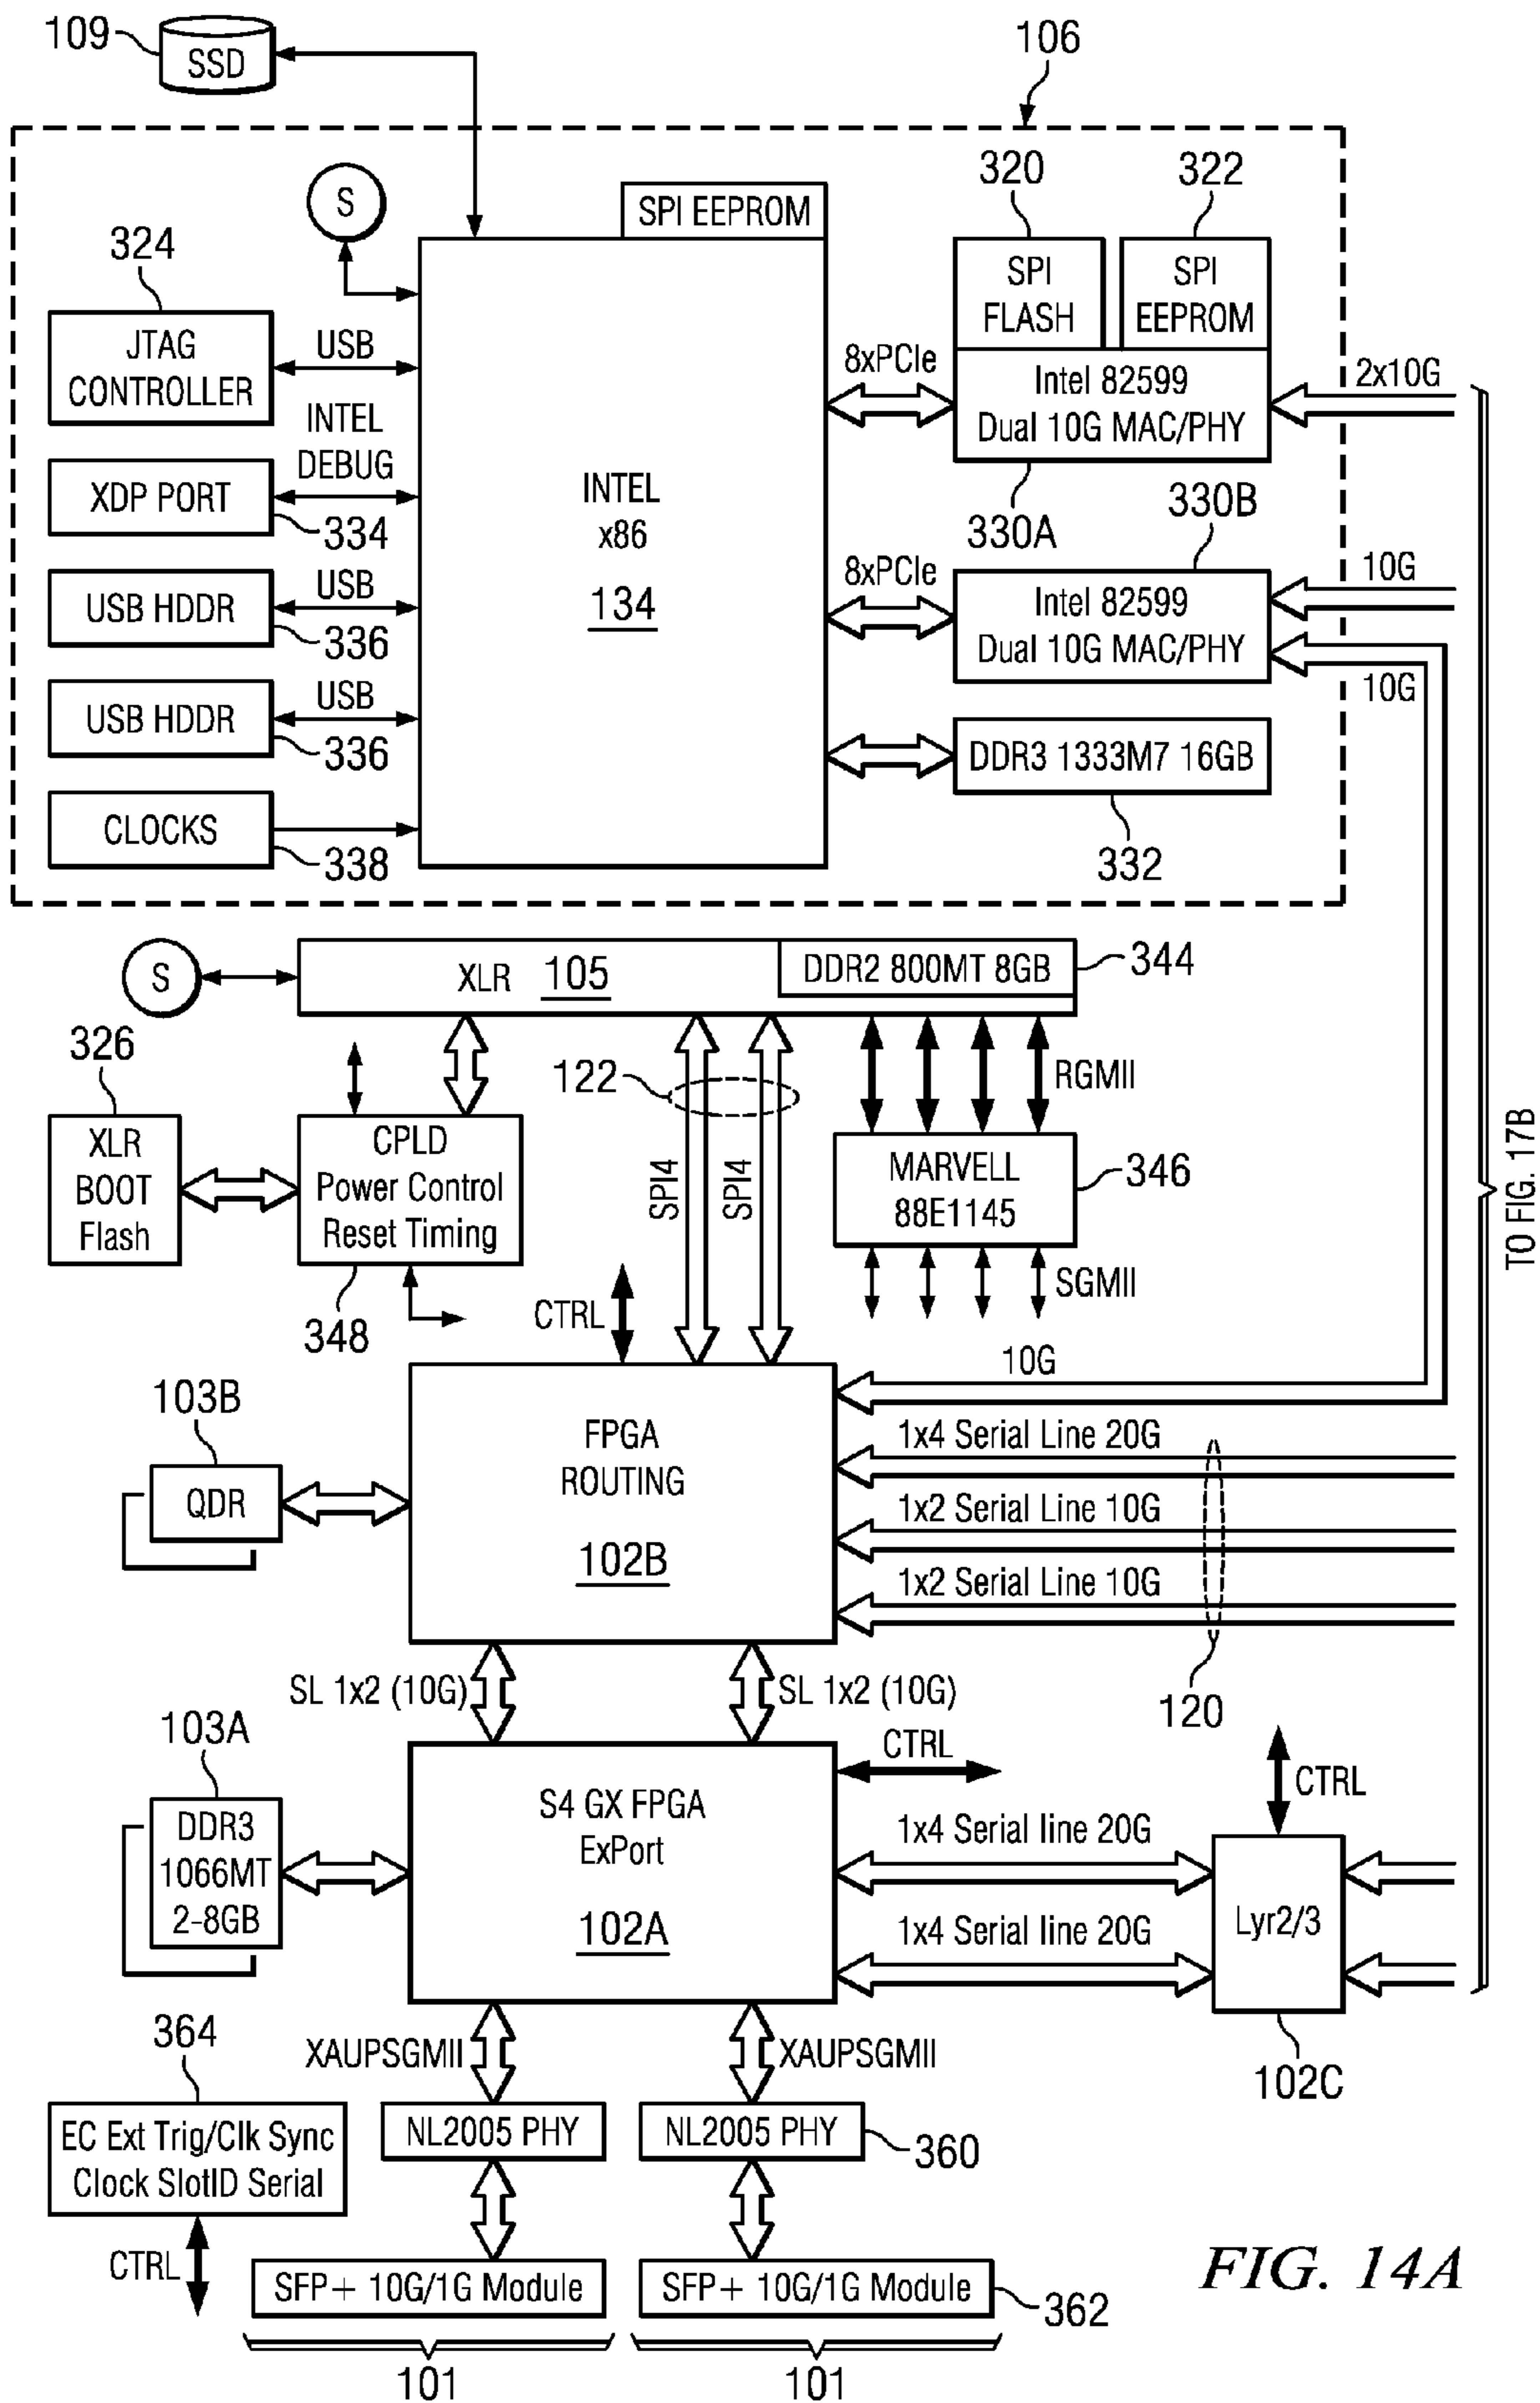 109
SSD
106
320
322
S
SPI EEPROM
324
SPI
FLASH
SPI
EEPROM
JTAG
CONTROLLER
USB
8xPCIe
Intel 82599
Dual 10G MAC/PHY
2x10G
INTEL
DEBUG
XDP PORT
334
INTEL
x86
134
330A
330B
USB HDDR
USB
336
8xPCIe
Intel 82599
Dual 10G MAC/PHY
10G
10G
USB HDDR
USB
336
DDR3 1333M7 16GB
CLOCKS
338
332
S
XLR 105
DDR2 800MT 8GB
344
326
122
RGMII
XLR
BOOT
Flash
CPLD
Power Control
Reset Timing
SPI4
SPI4
MARVELL
88E1145
346
TO FIG. 17B
348
CTRL
SGMII
10G
103B
QDR
FPGA
ROUTING
102B
1x4 Serial Line 20G
1x2 Serial Line 10G
1x2 Serial Line 10G
SL 1x2 (10G)
SL 1x2 (10G)
120
103A
DDR3
1066MT
2-8GB
S4 GX FPGA
ExPort
102A
CTRL
CTRL
1x4 Serial line 20G
1x4 Serial line 20G
Lyr2/3
102C
364
XAUPSGMII
XAUPSGMII
EC Ext Trig/Clk Sync
Clock SlotID Serial
NL2005 PHY
NL2005 PHY
360
CTRL
SFP+ 10G/1G Module
SFP+ 10G/1G Module
362
101
101
FIG. 14A